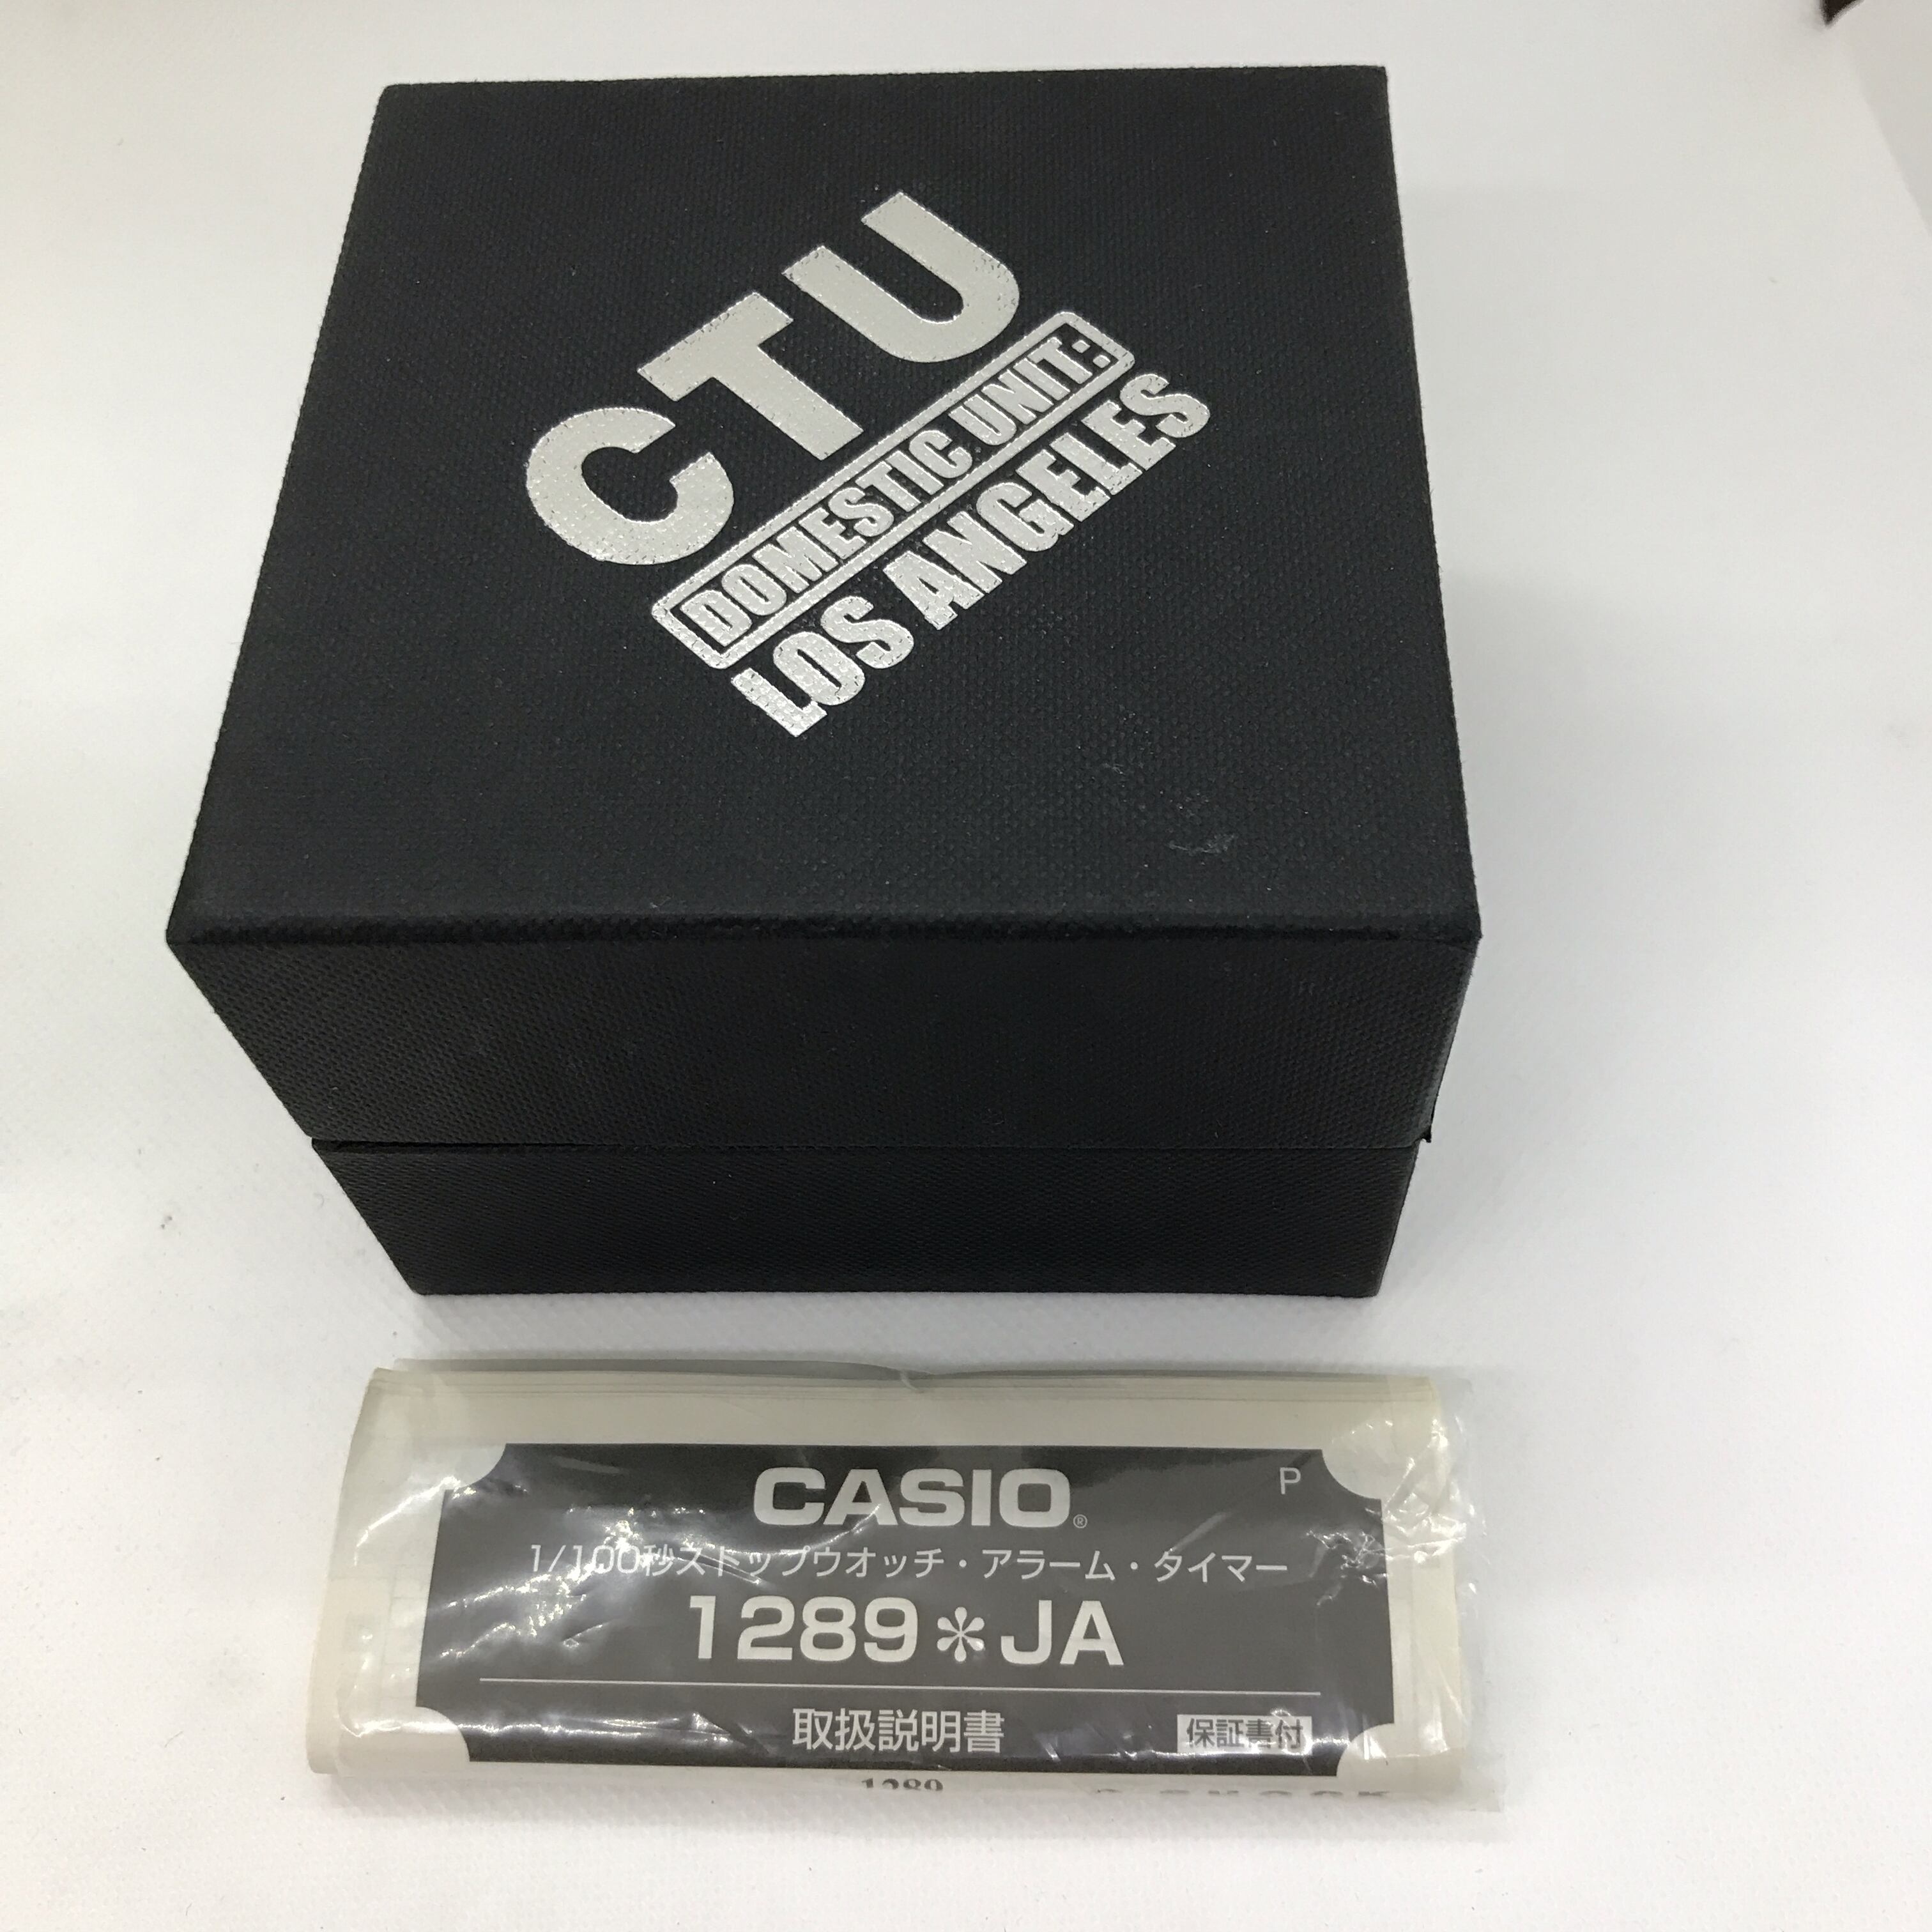 CTU
DOMESTIC UNIT:
LOS ANGELES
CASIO®
P
1/100秒ストップウオッチ・アラーム・タイマー
1289✻JA
取扱説明書
保証書付
1289